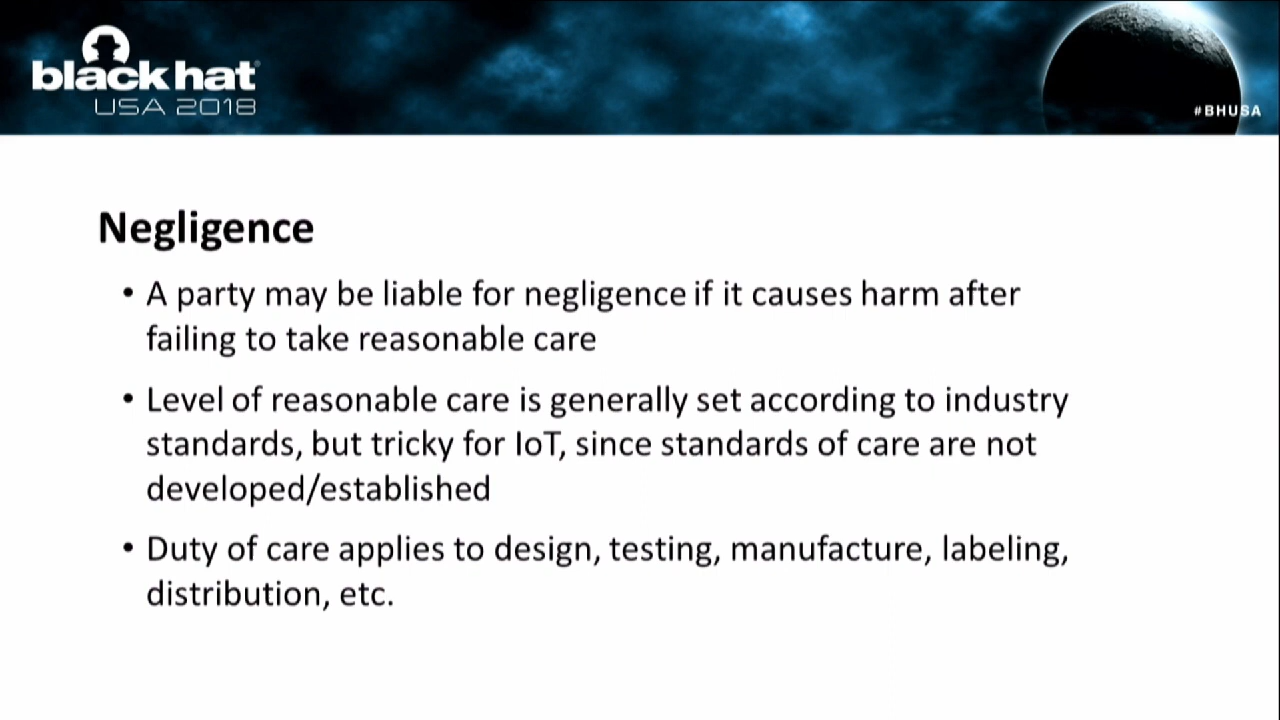 black hat
USA 2018
#BHUSA
Negligence
• A party may be liable for negligence if it causes harm after
failing to take reasonable care
• Level of reasonable care is generally set according to industry
standards, but tricky for IoT, since standards of care are not
developed/established
• Duty of care applies to design, testing, manufacture, labeling,
distribution, etc.